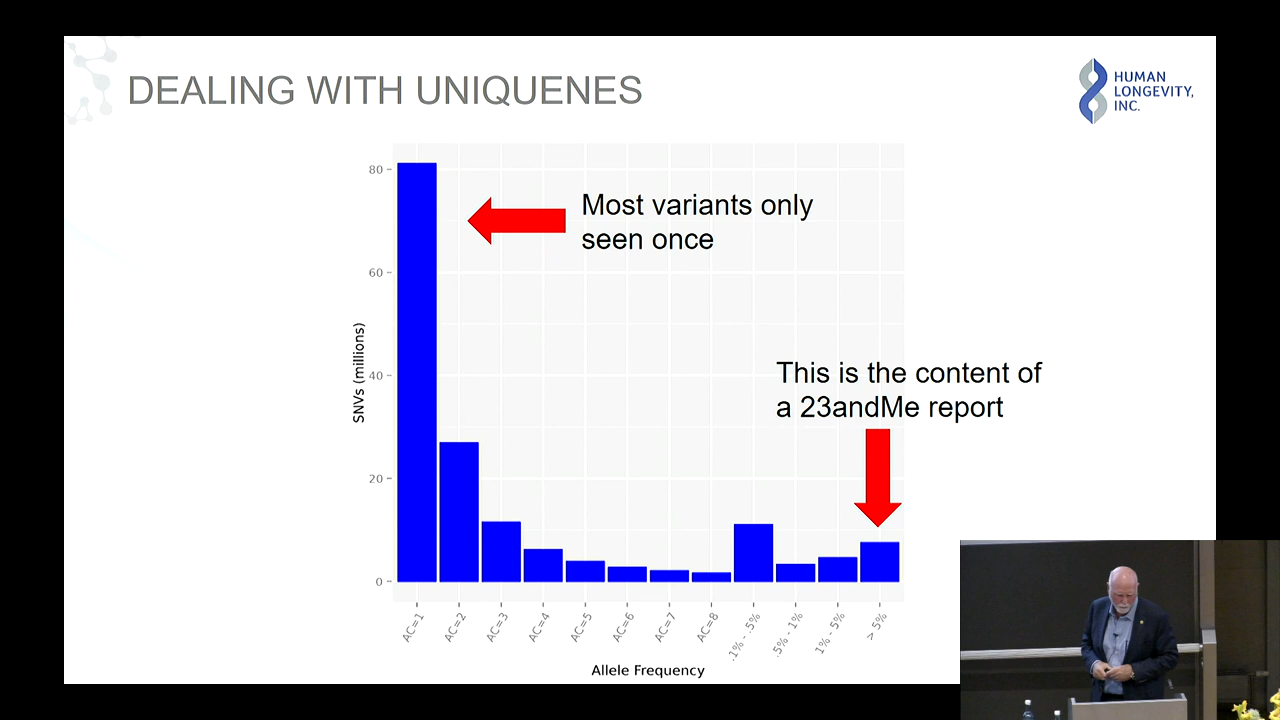 DEALING WITH UNIQUENES
HUMAN
LONGEVITY,
INC.
80
60
40
20
0
SNVs (millions)
Most variants only
seen once
This is the content of
a 23andMe report
AC=1
AC=2
AC=3
AC=4
AC=5
AC=6
AC=7
AC=8
.1% - .5%
.5% - 1%
1% - 5%
> 5%
Allele Frequency